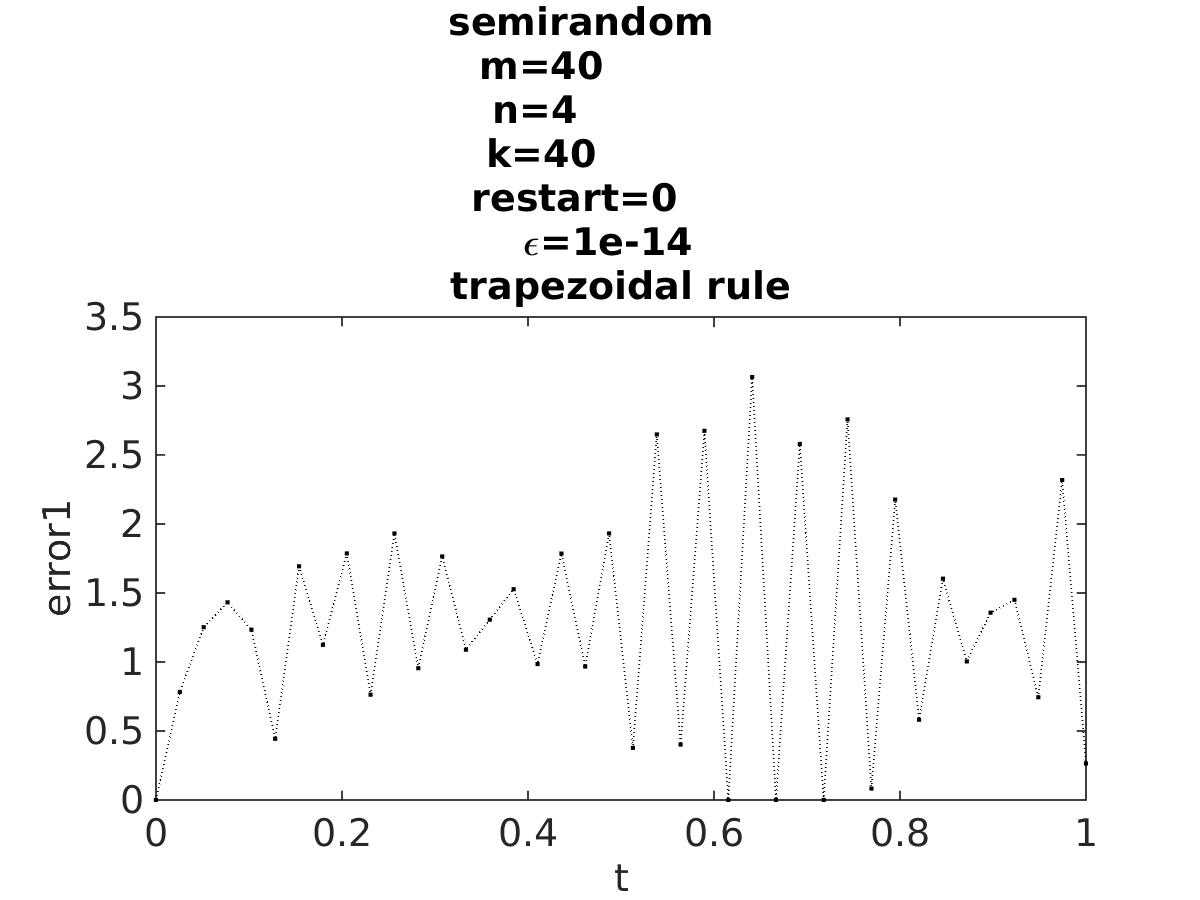 semirandom
m=40
n=4
k=40
restart=0
ϵ=1e-14
trapezoidal rule
3.5
3
2.5
2
1.5
1
0.5
0
error1
0 0.2 0.4 0.6 0.8 1
t